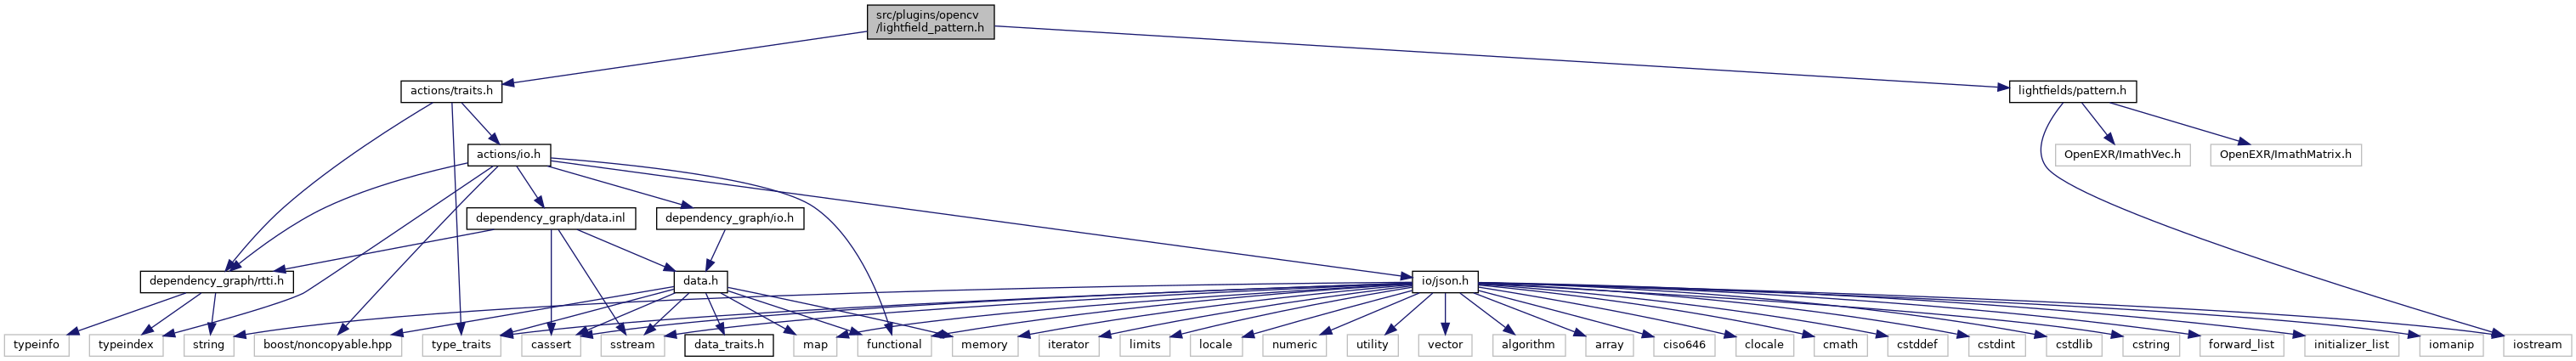 src/plugins/opencv
/lightfield_pattern.h
actions/traits.h
lightfields/pattern.h
actions/io.h
OpenEXR/ImathVec.h
OpenEXR/ImathMatrix.h
dependency_graph/data.inl
dependency_graph/io.h
dependency_graph/rtti.h
data.h
io/json.h
typeinfo
typeindex
string
boost/noncopyable.hpp
type_traits
cassert
sstream
data_traits.h
map
functional
memory
iterator
limits
locale
numeric
utility
vector
algorithm
array
ciso646
clocale
cmath
cstddef
cstdint
cstdlib
cstring
forward_list
initializer_list
iomanip
iostream